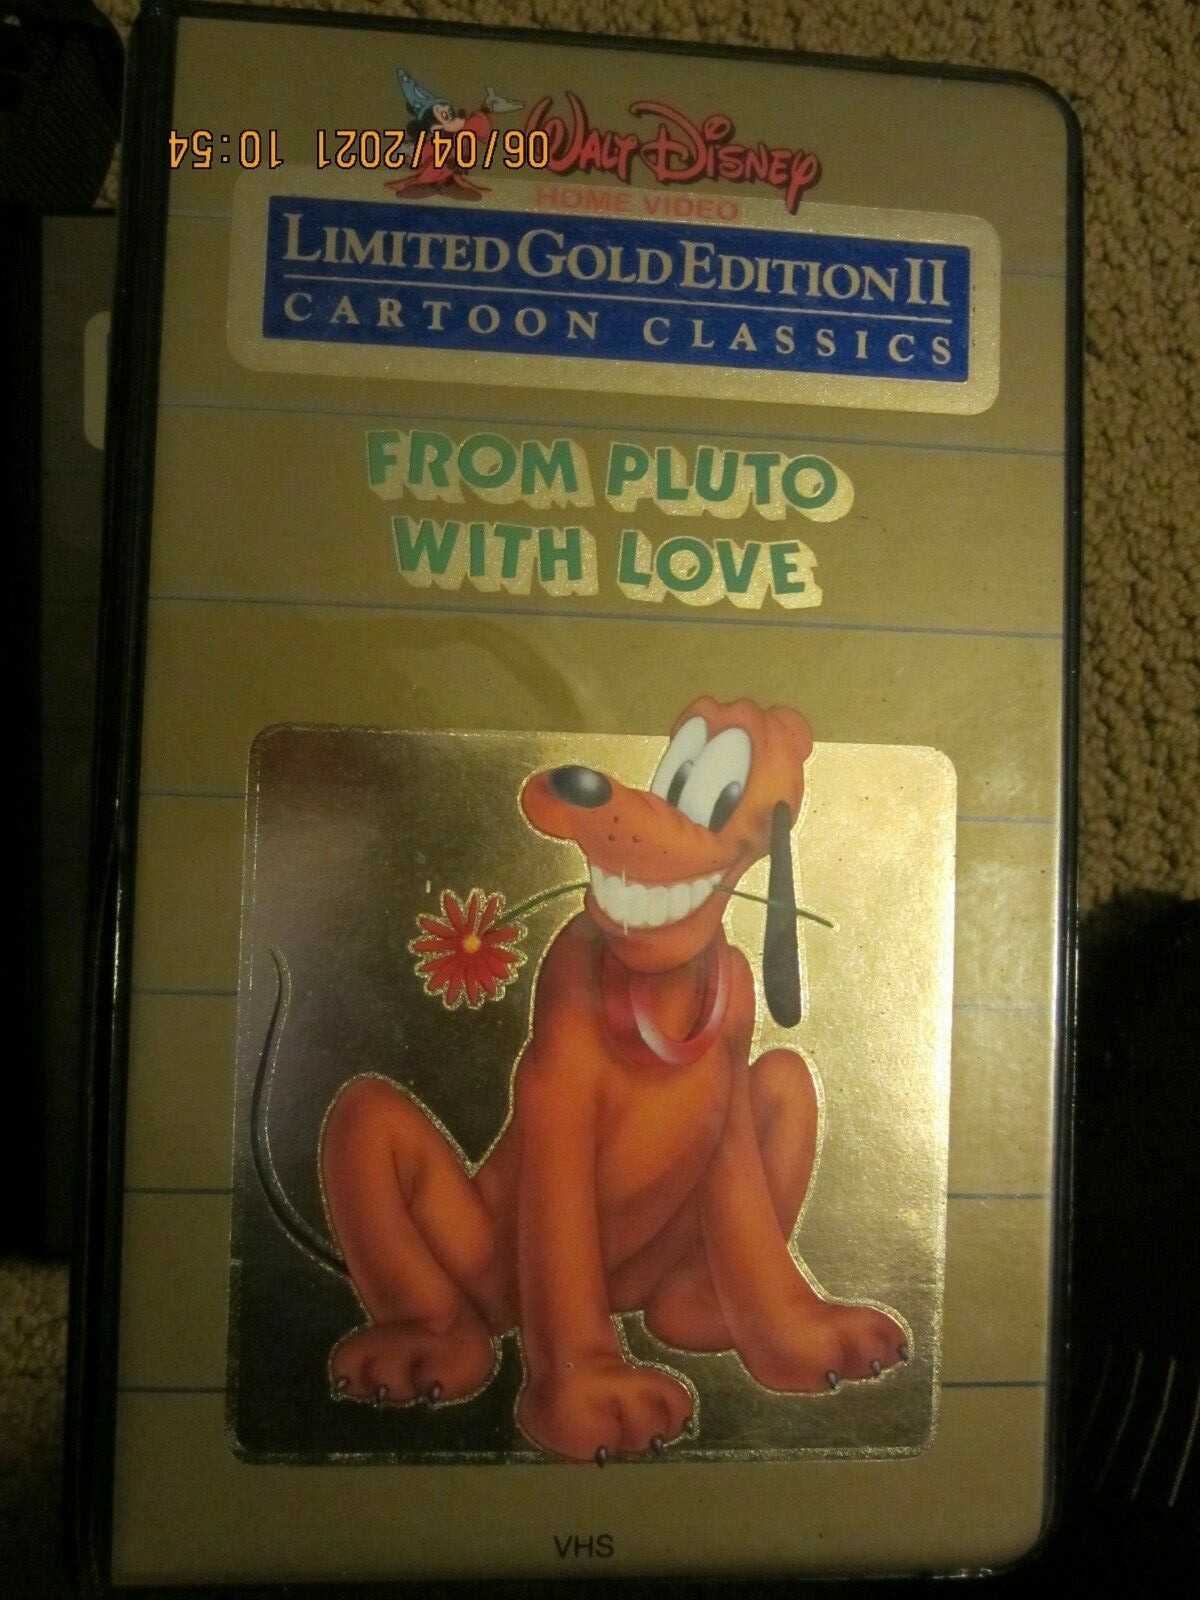 06/04/2021 10:54
WALT DISNEY
HOME VIDEO
LIMITED GOLD EDITION II
CARTOON CLASSICS
FROM PLUTO
WITH LOVE
VHS